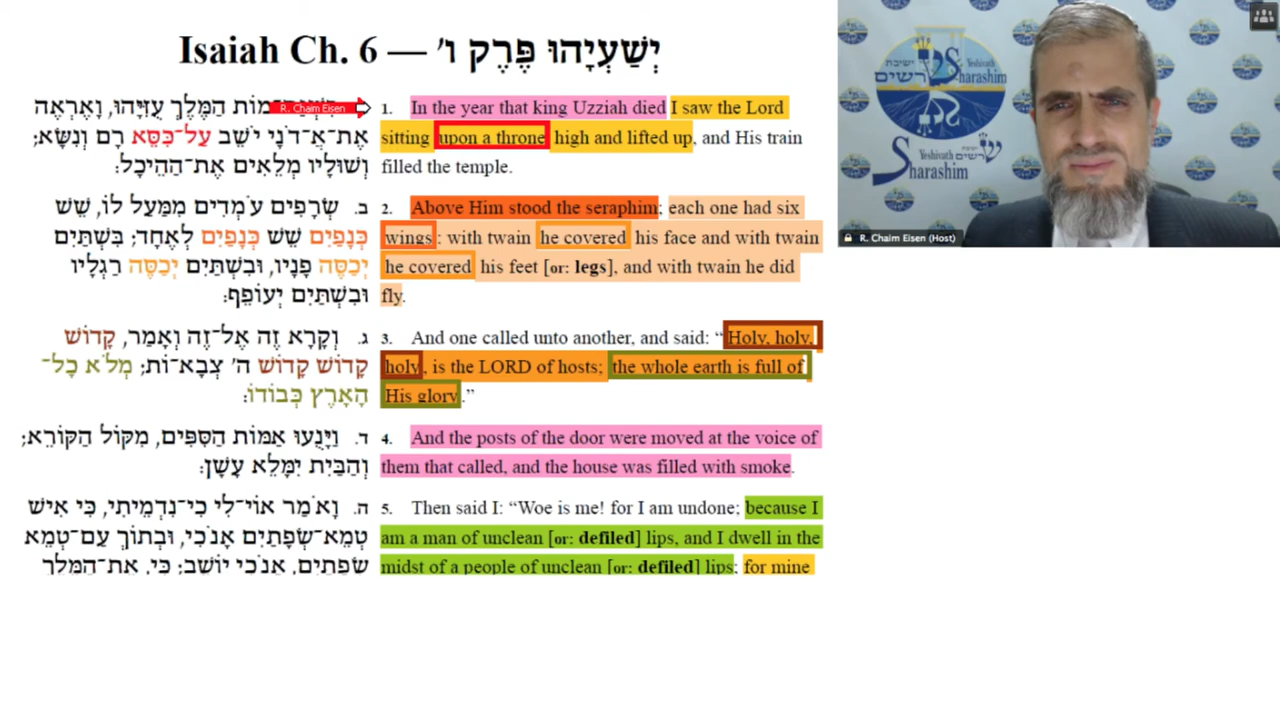 Isaiah Ch. 6 — יְשַׁעְיָהוּ פֶּרֶק ו׳
מוֹת הַמֶּלֶךְ עֻזִּיָּהוּ, וָאֶרְאֶה
אֶת־אֲ־דֹנָי יֹשֵׁב עַל־כִּסֵּא רָם וְנִשָּׂא;
וְשׁוּלָיו מְלֵאִים אֶת־הַהֵיכָל:
ב. שְׂרָפִים עֹמְדִים מִמַּעַל לוֹ, שֵׁשׁ
כְּנָפַיִם שֵׁשׁ כְּנָפַיִם לְאֶחָד; בִּשְׁתַּיִם
יְכַסֶּה פָנָיו, וּבִשְׁתַּיִם יְכַסֶּה רַגְלָיו
וּבִשְׁתַּיִם יְעוֹפֵף:
ג. וְקָרָא זֶה אֶל־זֶה וְאָמַר, קָדוֹשׁ
קָדוֹשׁ קָדוֹשׁ ה׳ צְבָא־וֹת; מְלֹא כָל־
הָאָרֶץ כְּבוֹדוֹ:
ד. וַיָּנֻעוּ אַמּוֹת הַסִּפִּים, מִקּוֹל הַקּוֹרֵא;
וְהַבַּיִת יִמָּלֵא עָשָׁן:
ה. וָאֹמַר אוֹי־לִי כִי־נִדְמֵיתִי, כִּי אִישׁ
טְמֵא־שְׂפָתַיִם אָנֹכִי, וּבְתוֹךְ עַם־טְמֵא
שְׂפָתַיִם, אָנֹכִי יוֹשֵׁב; כִּי, אֶת־הַמֶּלֶךְ
R. Chaim Eisen
1. In the year that king Uzziah died I saw the Lord
sitting upon a throne high and lifted up, and His train
filled the temple.
2. Above Him stood the seraphim; each one had six
wings: with twain he covered his face and with twain
he covered his feet [or: legs], and with twain he did
fly.
3. And one called unto another, and said: “Holy, holy,
holy, is the LORD of hosts; the whole earth is full of
His glory.”
4. And the posts of the door were moved at the voice of
them that called, and the house was filled with smoke.
5. Then said I: “Woe is me! for I am undone; because I
am a man of unclean [or: defiled] lips, and I dwell in the
midst of a people of unclean [or: defiled] lips; for mine
ישיבת
שרשים
Sharashim
Yeshivath
ישיבת
שרשים
Sharashim
R. Chaim Eisen (Host)